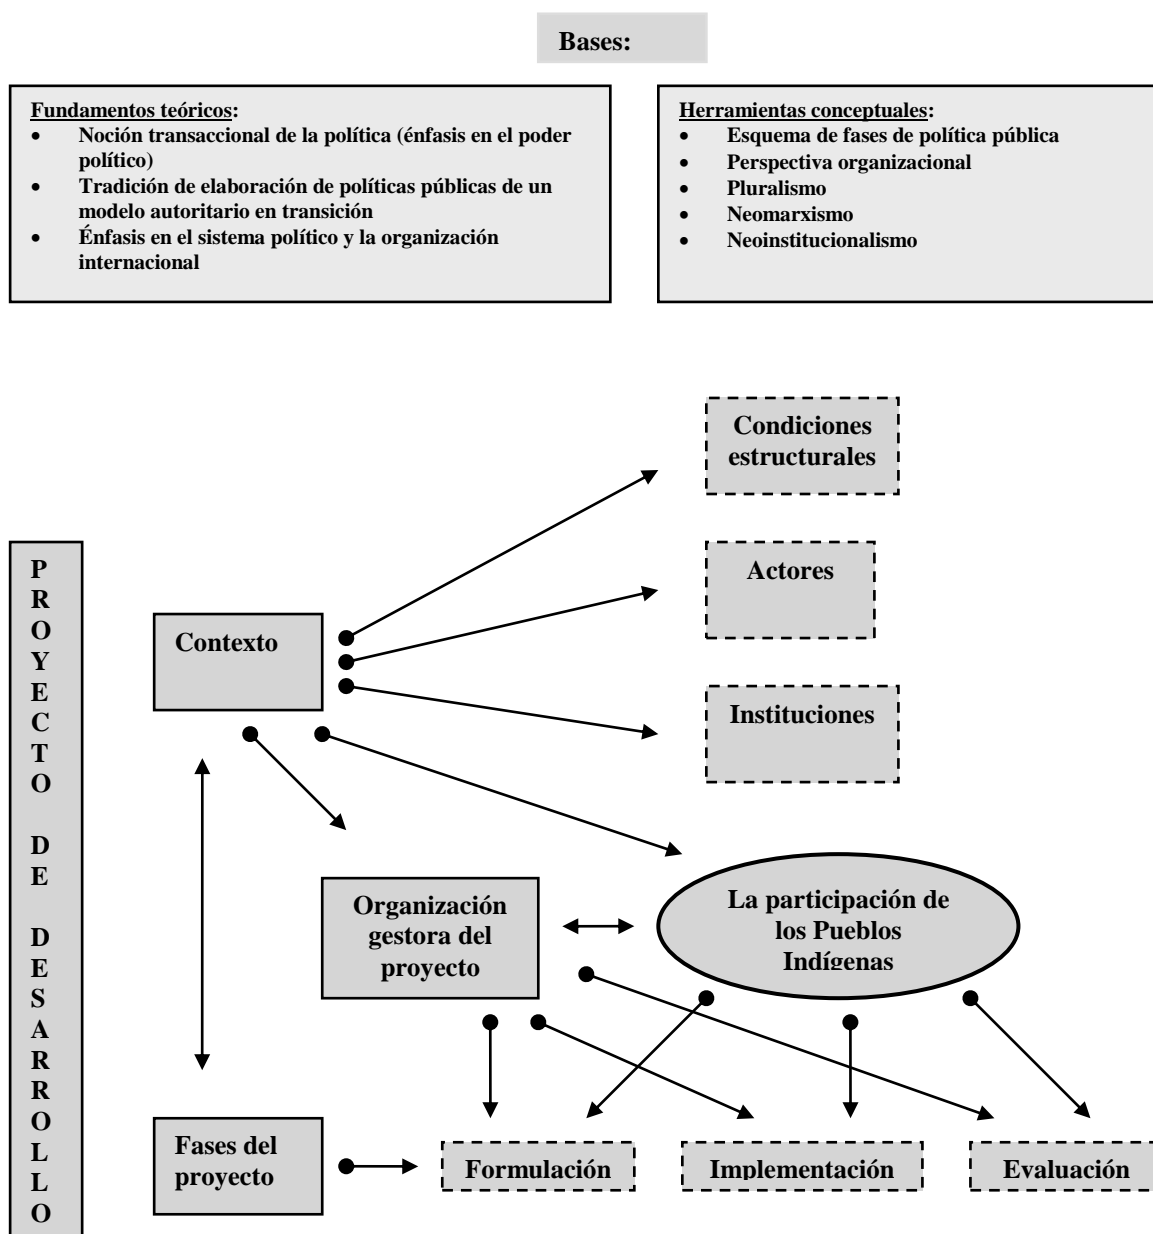 Bases:
Fundamentos teóricos:
• Noción transaccional de la política (énfasis en el poder
político)
• Tradición de elaboración de políticas públicas de un
modelo autoritario en transición
• Énfasis en el sistema político y la organización
internacional
Herramientas conceptuales:
• Esquema de fases de política pública
• Perspectiva organizacional
• Pluralismo
• Neomarxismo
• Neoinstitucionalismo
Condiciones
estructurales
Actores
Instituciones
P
R
O
Y
E
C
T
O
D
E
D
E
S
A
R
R
O
L
L
O
Contexto
Organización
gestora del
proyecto
La participación de
los Pueblos
Indígenas
Fases del
proyecto
Formulación
Implementación
Evaluación